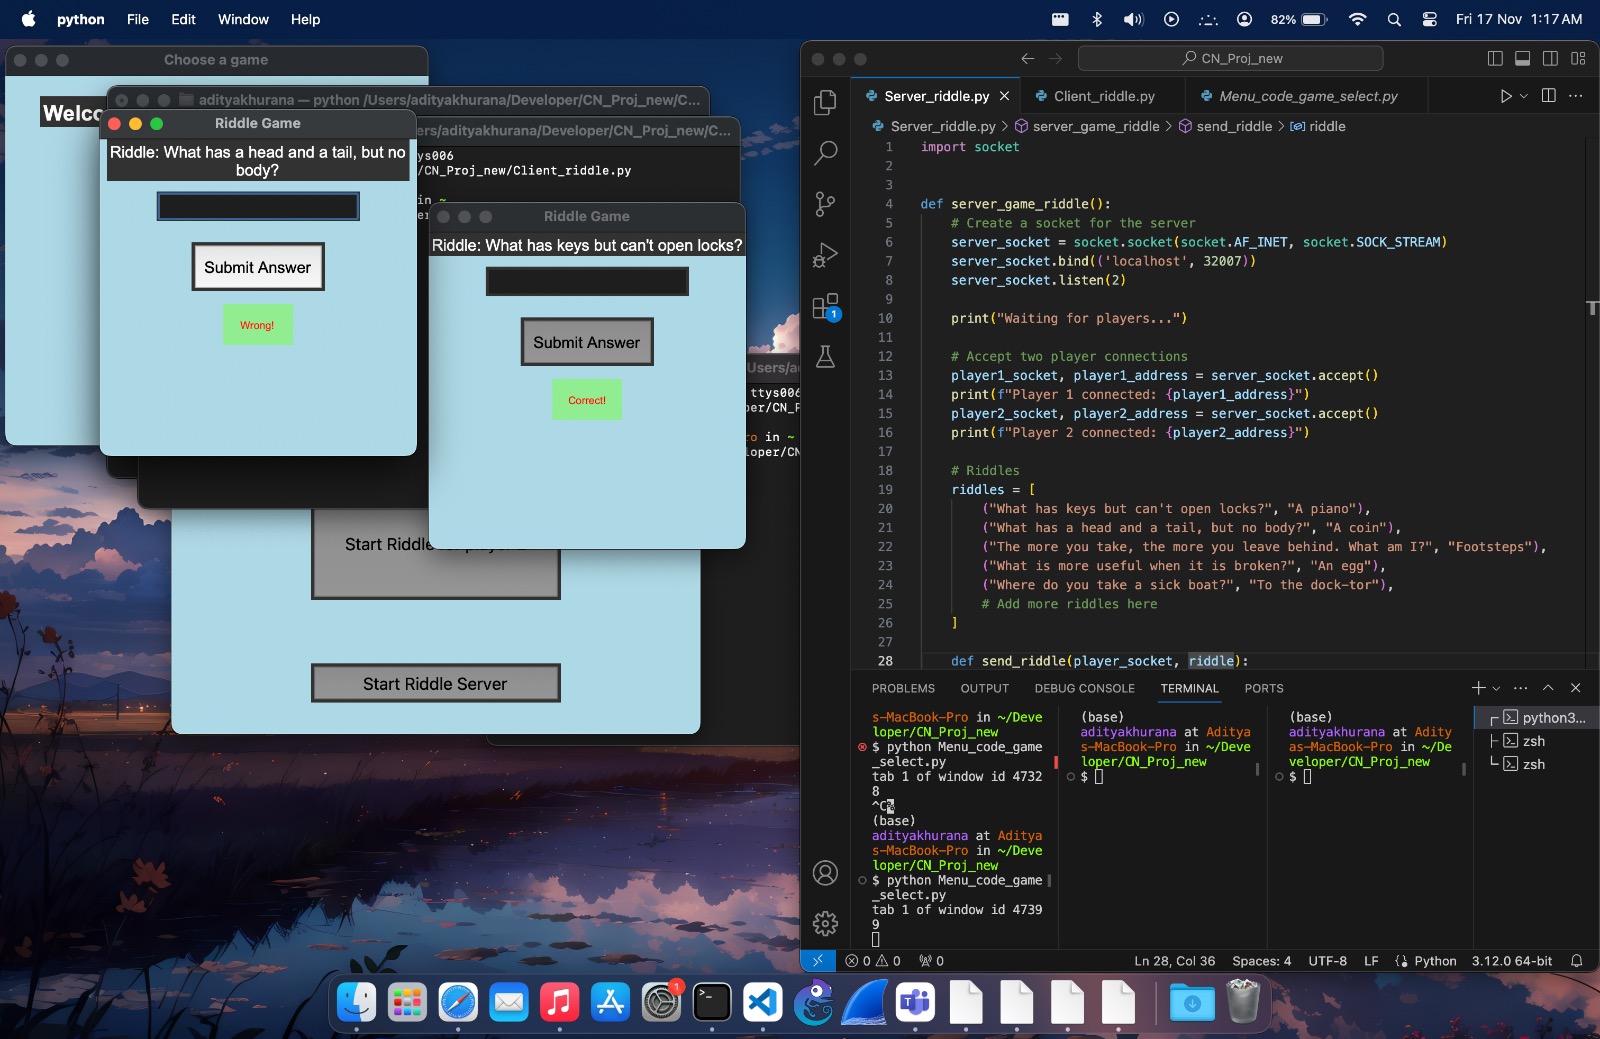 python File Edit Window Help
82% Fri 17 Nov 1:17 AM
Choose a game
Welco
adityakhurana — python /Users/adityakhurana/Developer/CN_Proj_new/C...
ers/adityakhurana/Developer/CN_Proj_new/C...
ys006
/CN_Proj_new/Client_riddle.py
in ~
Riddle Game
Riddle: What has a head and a tail, but no
body?
Submit Answer
Wrong!
Riddle Game
Riddle: What has keys but can't open locks?
Submit Answer
Correct!
Users/a
ttys006
per/CN_P
ro in ~
loper/CN
Start Riddle
Start Riddle Server
CN_Proj_new
Server_riddle.py
Client_riddle.py
Menu_code_game_select.py
Server_riddle.py > server_game_riddle > send_riddle > riddle
1 import socket
2
3
4 def server_game_riddle():
5 # Create a socket for the server
6 server_socket = socket.socket(socket.AF_INET, socket.SOCK_STREAM)
7 server_socket.bind(('localhost', 32007))
8 server_socket.listen(2)
9
10 print("Waiting for players...")
11
12 # Accept two player connections
13 player1_socket, player1_address = server_socket.accept()
14 print(f"Player 1 connected: {player1_address}")
15 player2_socket, player2_address = server_socket.accept()
16 print(f"Player 2 connected: {player2_address}")
17
18 # Riddles
19 riddles = [
20 ("What has keys but can't open locks?", "A piano"),
21 ("What has a head and a tail, but no body?", "A coin"),
22 ("The more you take, the more you leave behind. What am I?", "Footsteps"),
23 ("What is more useful when it is broken?", "An egg"),
24 ("Where do you take a sick boat?", "To the dock-tor"),
25 # Add more riddles here
26 ]
27
28 def send_riddle(player_socket, riddle):
1
PROBLEMS OUTPUT DEBUG CONSOLE TERMINAL PORTS
s-MacBook-Pro in ~/Deve
loper/CN_Proj_new
$ python Menu_code_game
_select.py
tab 1 of window id 4732
8
^C
(base)
adityakhurana at Aditya
s-MacBook-Pro in ~/Deve
loper/CN_Proj_new
$ python Menu_code_game
_select.py
tab 1 of window id 4739
9
(base)
adityakhurana at Aditya
s-MacBook-Pro in ~/Deve
loper/CN_Proj_new
$
(base)
adityakhurana at Adity
as-MacBook-Pro in ~/De
veloper/CN_Proj_new
$
python3...
zsh
zsh
0 0 0
Ln 28, Col 36 Spaces: 4 UTF-8 LF Python 3.12.0 64-bit
1